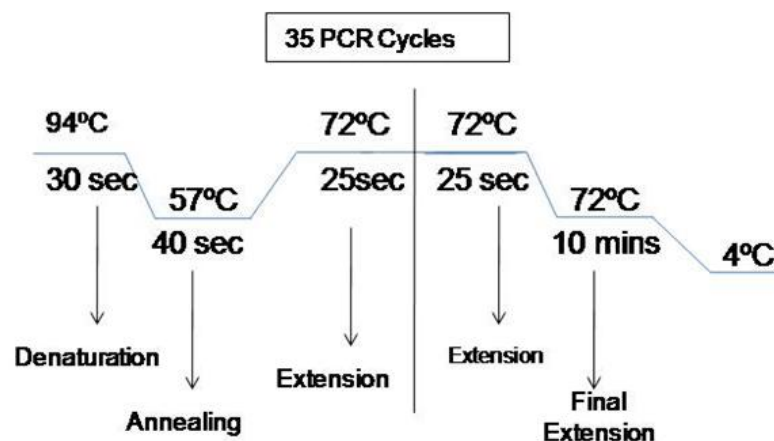 35 PCR Cycles
94ºC
30 sec
57ºC
40 sec
72ºC
25sec
72ºC
25 sec
72ºC
10 mins
4ºC
Denaturation
Annealing
Extension
Extension
Final
Extension